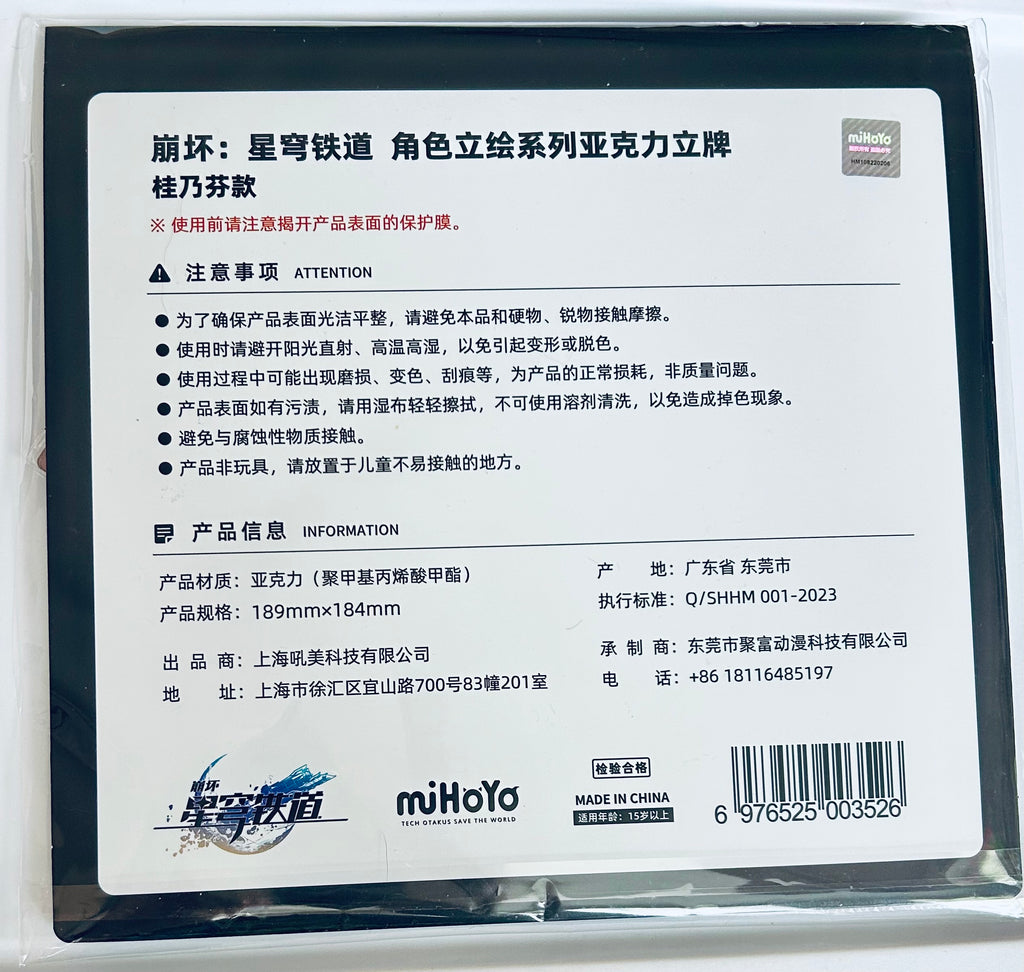 崩坏：星穹铁道 角色立绘系列亚克力立牌
miHoYo
HM108220206
桂乃芬款
※ 使用前请注意揭开产品表面的保护膜。
注意事项 ATTENTION
● 为了确保产品表面光洁平整，请避免本品和硬物、锐物接触摩擦。
● 使用时请避开阳光直射、高温高湿，以免引起变形或脱色。
● 使用过程中可能出现磨损、变色、刮痕等，为产品的正常损耗，非质量问题。
● 产品表面如有污渍，请用湿布轻轻擦拭，不可使用溶剂清洗，以免造成掉色现象。
● 避免与腐蚀性物质接触。
● 产品非玩具，请放置于儿童不易接触的地方。
产品信息 INFORMATION
产品材质：亚克力（聚甲基丙烯酸甲酯）
产品规格：189mm×184mm
出品商：上海吼美科技有限公司
地址：上海市徐汇区宜山路700号83幢201室
产地：广东省 东莞市
执行标准：Q/SHHM 001-2023
承制商：东莞市聚富动漫科技有限公司
电话：+86 18116485197
崩坏
星穹铁道
miHoYo
TECH OTAKUS SAVE THE WORLD
检验合格
MADE IN CHINA
适用年龄：15岁以上
6 976525 003526